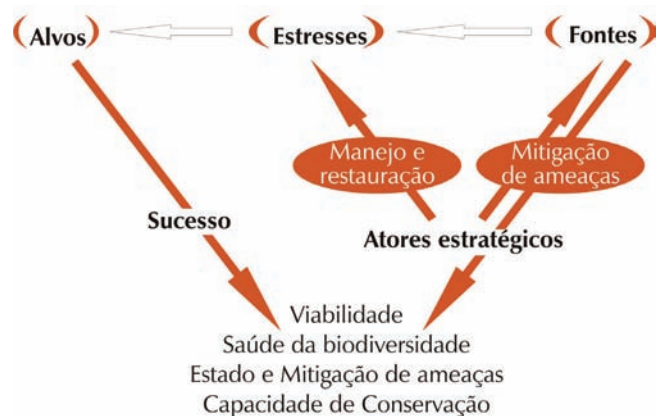 Alvos
Estresses
Fontes
Manejo e
restauração
Mitigação
de ameaças
Sucesso
Atores estratégicos
Viabilidade
Saúde da biodiversidade
Estado e Mitigação de ameaças
Capacidade de Conservação